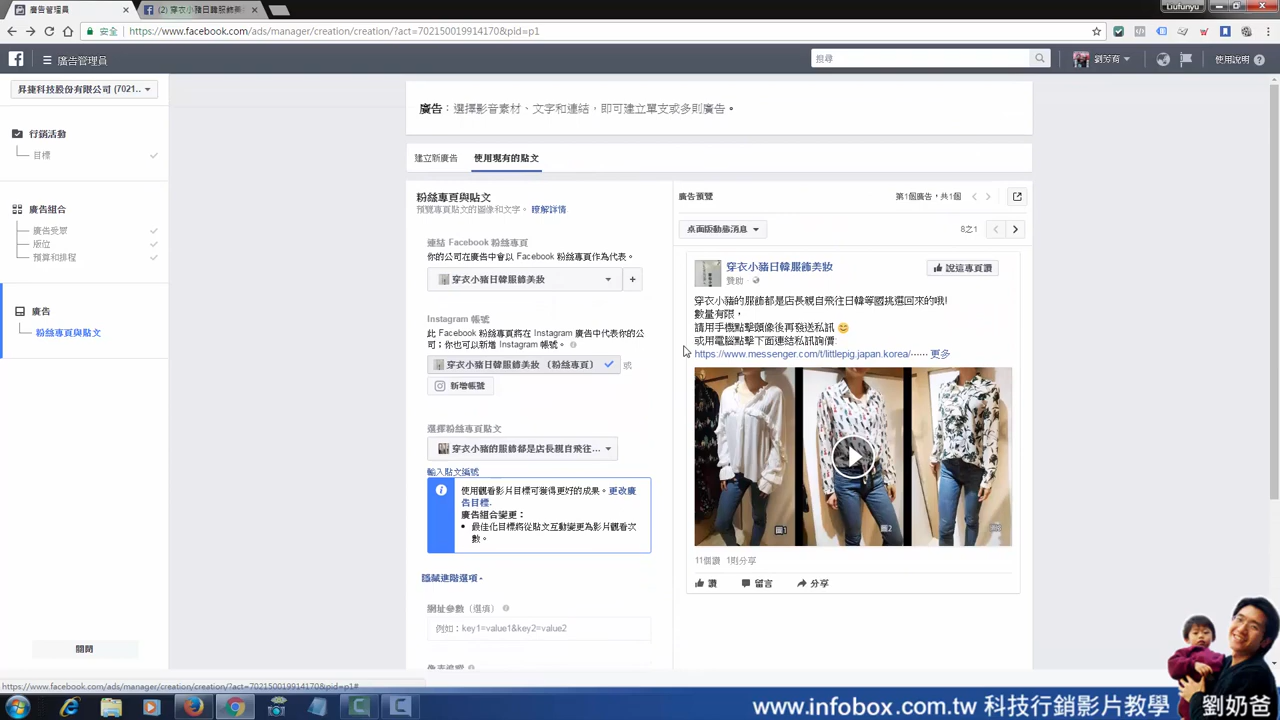 廣告管理員
(2) 穿衣小豬日韓服飾美
Liufunyu
安全 https://www.facebook.com/ads/manager/creation/creation/?act=702150019914170&pid=p1
廣告管理員
搜尋
劉芳有
使用說明
昇捷科技股份有限公司 (7021...
行銷活動
目標
廣告組合
廣告受眾
版位
預算和排程
廣告
粉絲專頁與貼文
關閉
廣告：選擇影音素材、文字和連結，即可建立單支或多則廣告。
建立新廣告
使用現有的貼文
粉絲專頁與貼文
預覽專頁貼文的圖像和文字。 瞭解詳情
連結 Facebook 粉絲專頁
你的公司在廣告中會以 Facebook 粉絲專頁作為代表。
穿衣小豬日韓服飾美妝
Instagram 帳號
此 Facebook 粉絲專頁將在 Instagram 廣告中代表你的公
司；你也可以新增 Instagram 帳號。
穿衣小豬日韓服飾美妝 （粉絲專頁） 或
新增帳號
選擇粉絲專頁貼文
穿衣小豬的服飾都是店長親自飛往...
輸入貼文編號
使用觀看影片目標可獲得更好的成果。更改廣
告目標.
廣告組合變更：
• 最佳化目標將從貼文互動變更為影片觀看次
數。
隱藏進階選項
網址參數（選填）
例如：key1=value1&key2=value2
像素追蹤
廣告預覽
第1個廣告，共1個
桌面版動態消息
8之1
穿衣小豬日韓服飾美妝
贊助
說這專頁讚
穿衣小豬的服飾都是店長親自飛往日韓等國挑選回來的哦!
數量有限，
請用手機點擊頭像後再發送私訊
或用電腦點擊下面連結私訊詢價:
https://www.messenger.com/t/littlepig.japan.korea/⋯⋯ 更多
圖1
圖2
11個讚 1則分享
讚
留言
分享
https://www.facebook.com/ads/manager/creation/creation/?act=702150019914170&pid=p1#
www.infobox.com.tw 科技行銷影片教學
劉奶爸